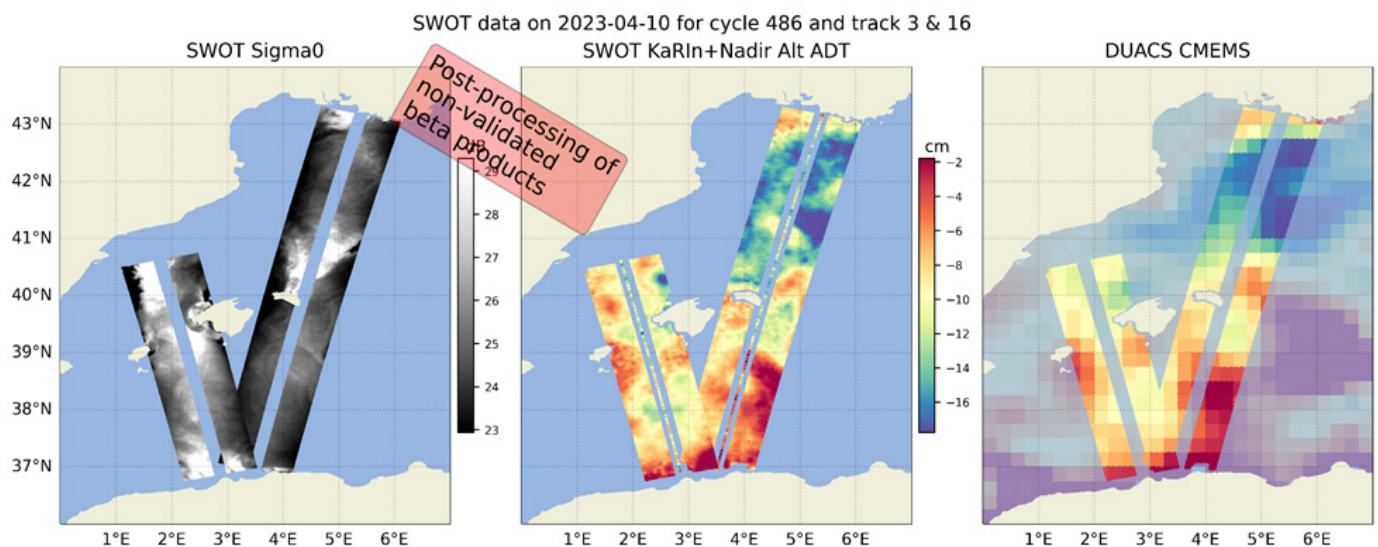 SWOT data on 2023-04-10 for cycle 486 and track 3 & 16
SWOT Sigma0
SWOT KaRIn+Nadir Alt ADT
DUACS CMEMS
Post-processing of
non-validated
beta products
43°N
42°N
41°N
40°N
39°N
38°N
37°N
1°E 2°E 3°E 4°E 5°E 6°E
29
28
27
26
25
24
23
1°E 2°E 3°E 4°E 5°E 6°E
cm
−2
−4
−6
−8
−10
−12
−14
−16
1°E 2°E 3°E 4°E 5°E 6°E